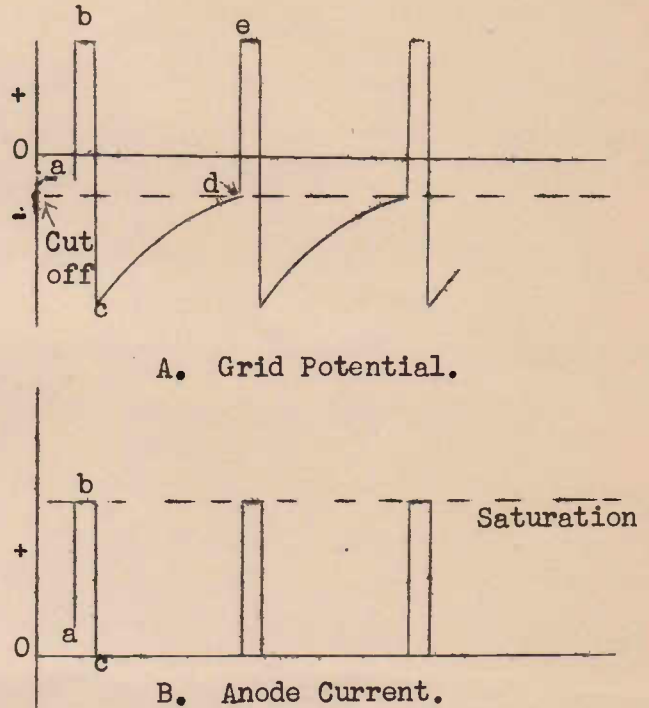 b
e
+
0
a
d
-
Cut
off
c
A. Grid Potential.
b
Saturation
+
a
0
c
B. Anode Current.